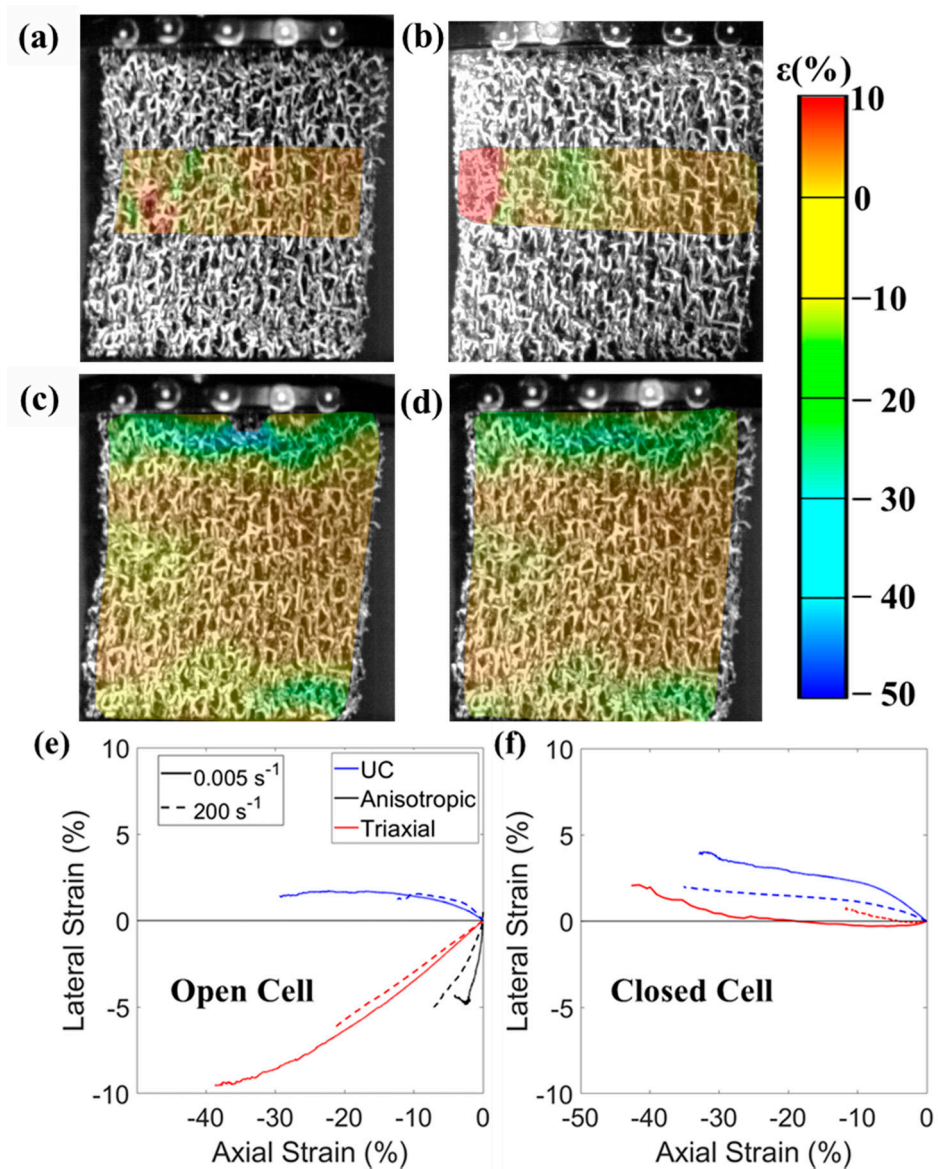 (a)
(b)
ε(%)
10
0
−10
−20
−30
−40
−50
(c)
(d)
(e)
10
5
0
-5
-10
Lateral Strain (%)
0.005 s⁻¹
200 s⁻¹
UC
Anisotropic
Triaxial
Open Cell
-40
-30
-20
-10
0
Axial Strain (%)
(f)
10
5
0
-5
-10
Lateral Strain (%)
Closed Cell
-50
-40
-30
-20
-10
0
Axial Strain (%)